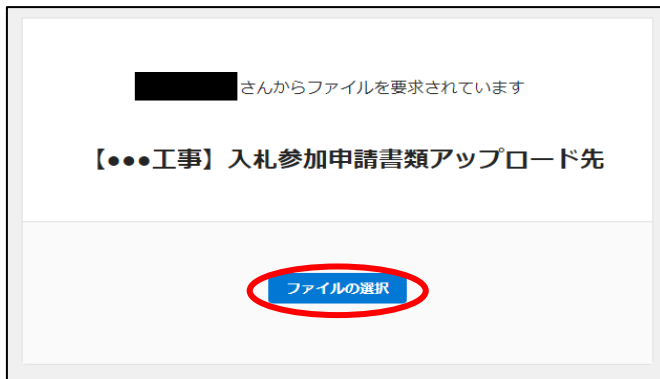 さんからファイルを要求されています
【●●●工事】入札参加申請書類アップロード先
ファイルの選択